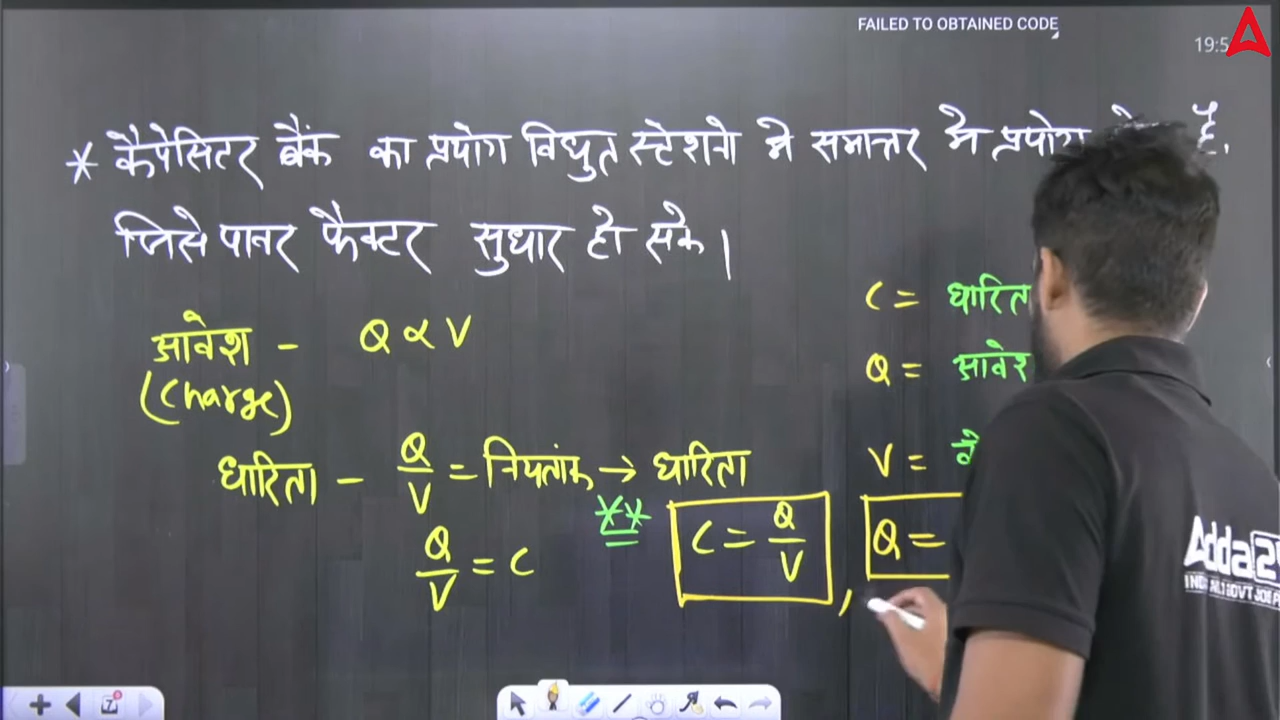 FAILED TO OBTAINED CODE
19:5
* कैपेसिटर बैंक का प्रयोग विधुत स्टेशनो मे समान्तर मे प्रयोग है.
जिसे पावर फैक्टर सुधार हो सके।
आवेश - Q ∝ V
(Charge)
धारिता - Q/V = नियतांक → धारिता
Q/V = C
** C = Q/V , Q =
C = धारित
Q = आवेश
V = वो
Adda2